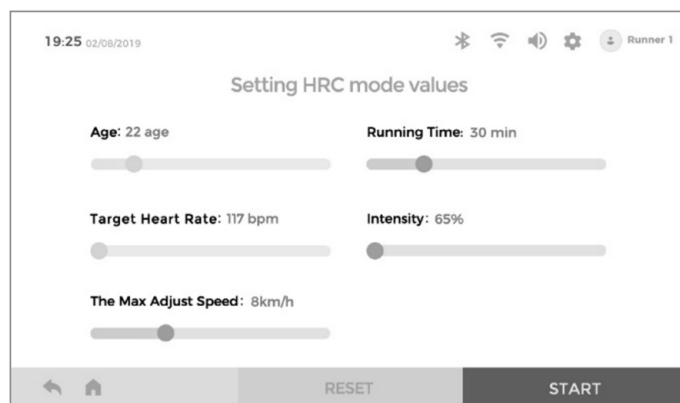 19:25 02/08/2019
Runner 1
Setting HRC mode values
Age: 22 age
Running Time: 30 min
Target Heart Rate: 117 bpm
Intensity: 65%
The Max Adjust Speed: 8km/h
RESET
START